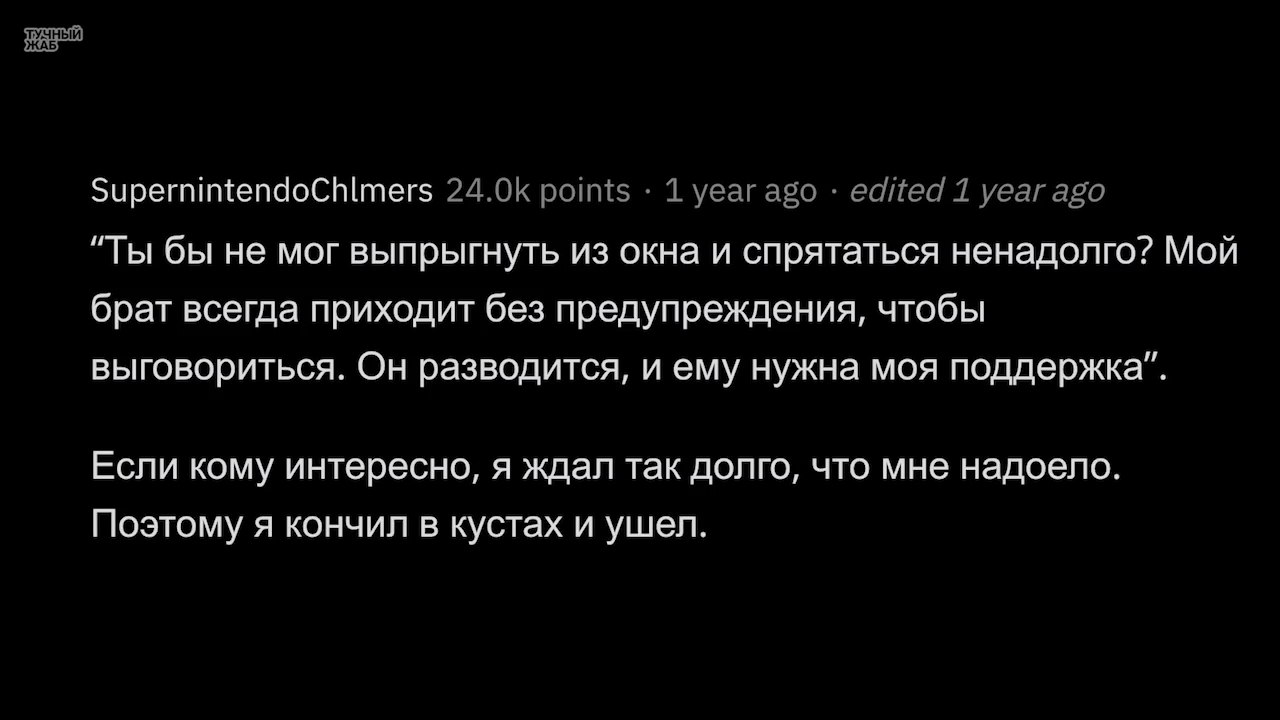 ТУЧНЫЙ
ЖАБ
SupernintendoChlmers 24.0k points · 1 year ago · edited 1 year ago
“Ты бы не мог выпрыгнуть из окна и спрятаться ненадолго? Мой
брат всегда приходит без предупреждения, чтобы
выговориться. Он разводится, и ему нужна моя поддержка”.
Если кому интересно, я ждал так долго, что мне надоело.
Поэтому я кончил в кустах и ушел.